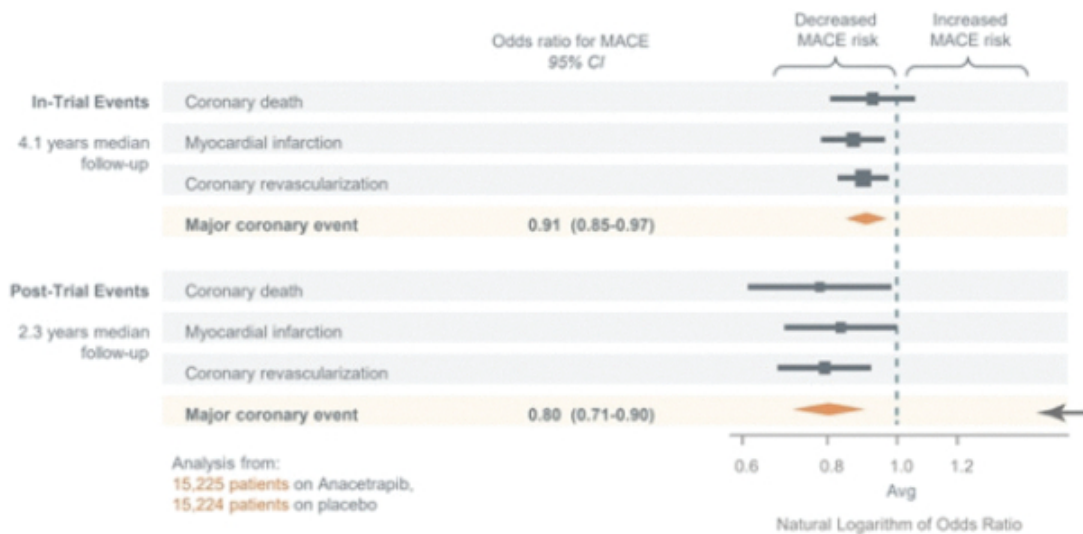 Odds ratio for MACE
95% CI
Decreased
MACE risk
Increased
MACE risk
In-Trial Events
Coronary death
4.1 years median
follow-up
Myocardial infarction
Coronary revascularization
Major coronary event
0.91 (0.85-0.97)
Post-Trial Events
Coronary death
2.3 years median
follow-up
Myocardial infarction
Coronary revascularization
Major coronary event
0.80 (0.71-0.90)
0.6 0.8 1.0 1.2
Avg
Natural Logarithm of Odds Ratio
Analysis from:
15,225 patients on Anacetrapib,
15,224 patients on placebo